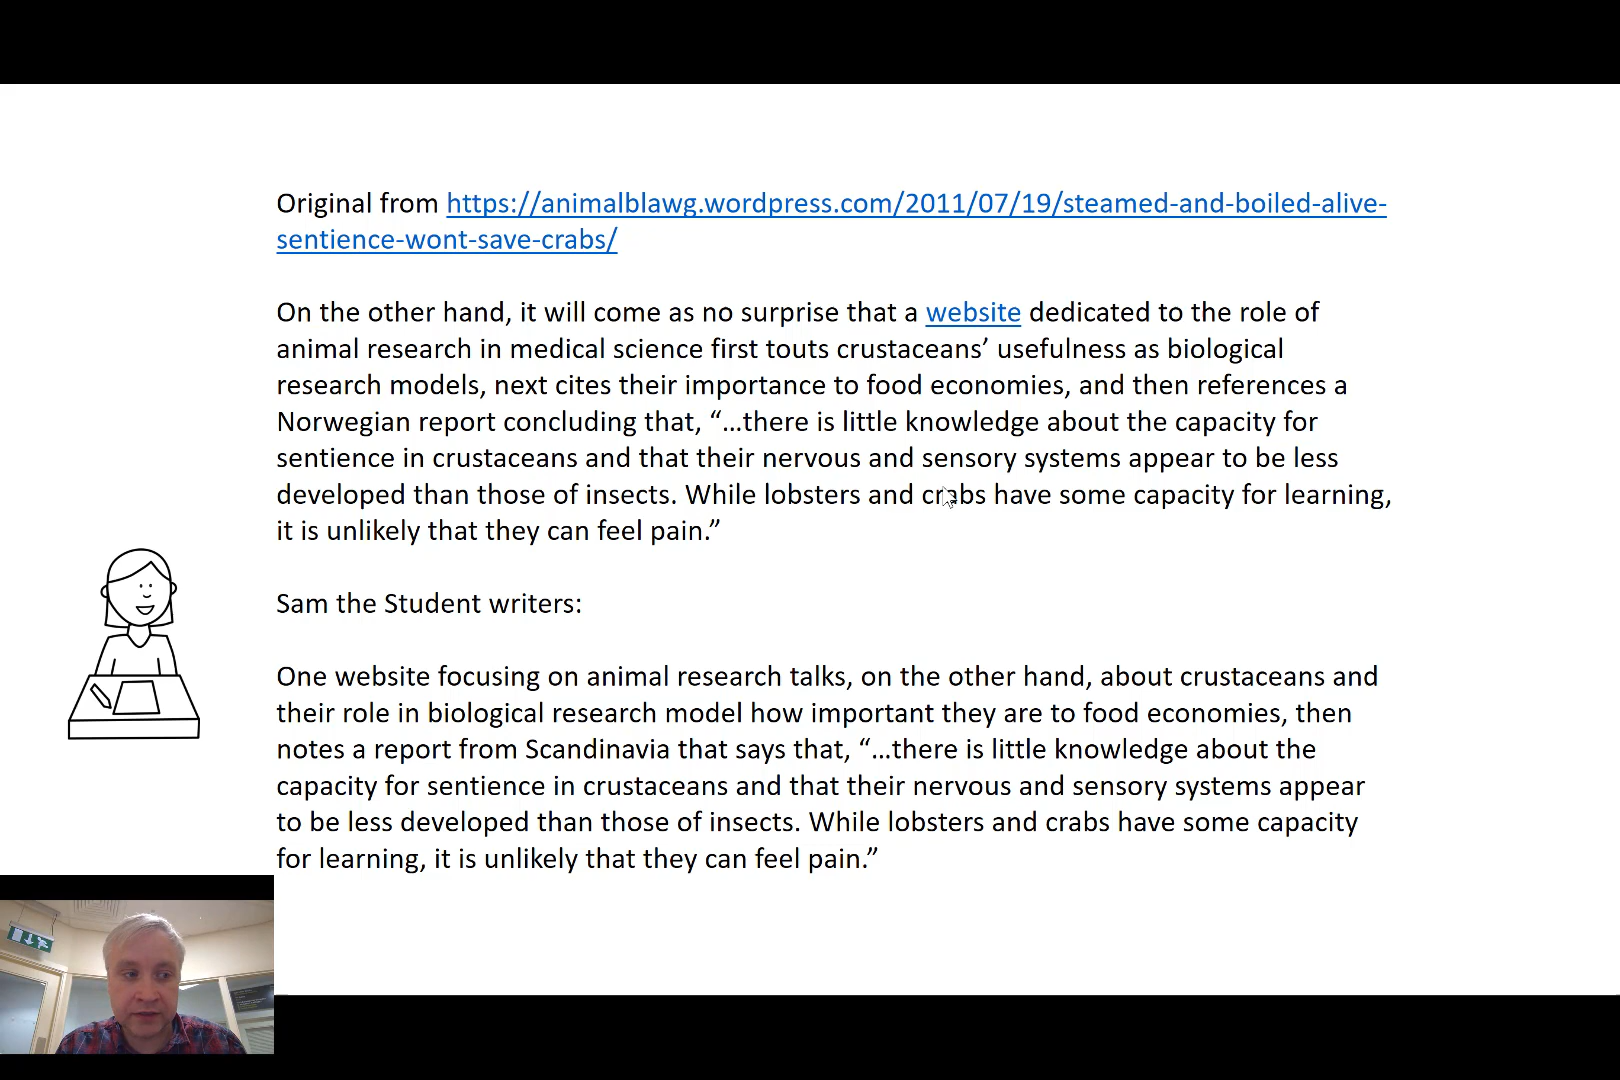 Original from https://animalblawg.wordpress.com/2011/07/19/steamed-and-boiled-alive-
sentience-wont-save-crabs/
On the other hand, it will come as no surprise that a website dedicated to the role of
animal research in medical science first touts crustaceans’ usefulness as biological
research models, next cites their importance to food economies, and then references a
Norwegian report concluding that, “…there is little knowledge about the capacity for
sentience in crustaceans and that their nervous and sensory systems appear to be less
developed than those of insects. While lobsters and crabs have some capacity for learning,
it is unlikely that they can feel pain.”
Sam the Student writers:
One website focusing on animal research talks, on the other hand, about crustaceans and
their role in biological research model how important they are to food economies, then
notes a report from Scandinavia that says that, “…there is little knowledge about the
capacity for sentience in crustaceans and that their nervous and sensory systems appear
to be less developed than those of insects. While lobsters and crabs have some capacity
for learning, it is unlikely that they can feel pain.”